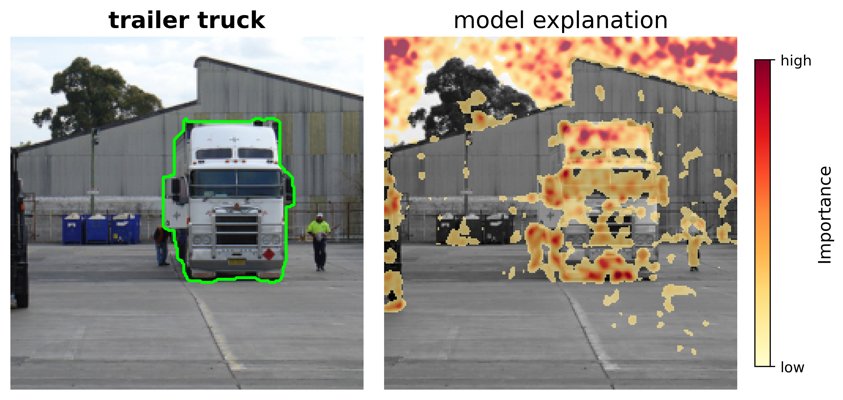 trailer truck
model explanation
high
low
Importance